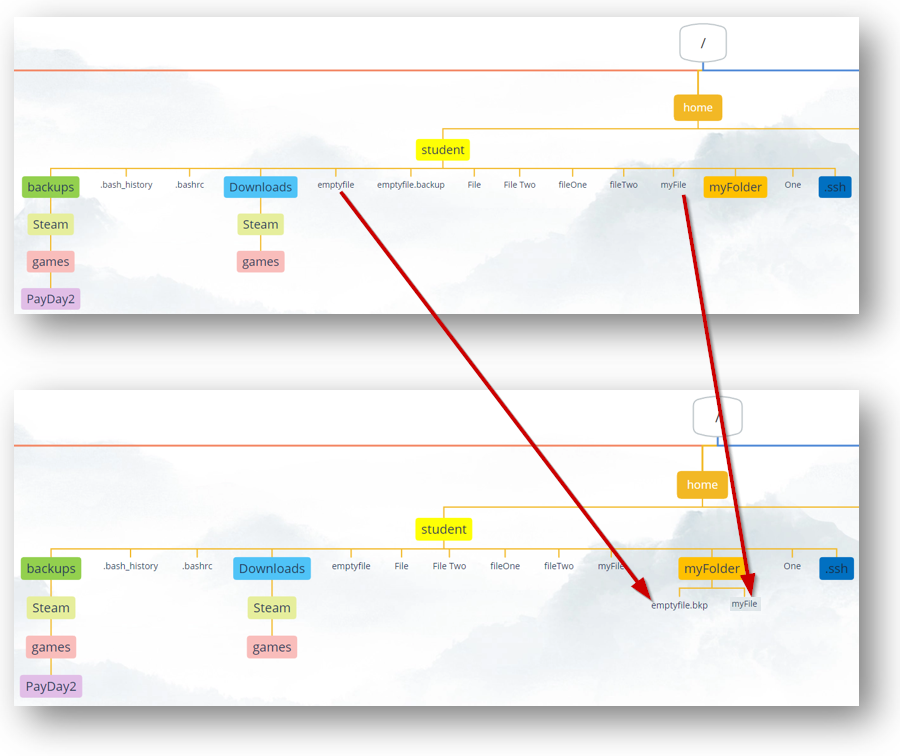 /
home
student
backups .bash_history .bashrc Downloads emptyfile emptyfile.backup File File Two fileOne fileTwo myFile myFolder One .ssh
Steam Steam
games games
PayDay2
/
home
student
backups .bash_history .bashrc Downloads emptyfile File File Two fileOne fileTwo myFile myFolder One .ssh
emptyfile.bkp myFile
Steam Steam
games games
PayDay2